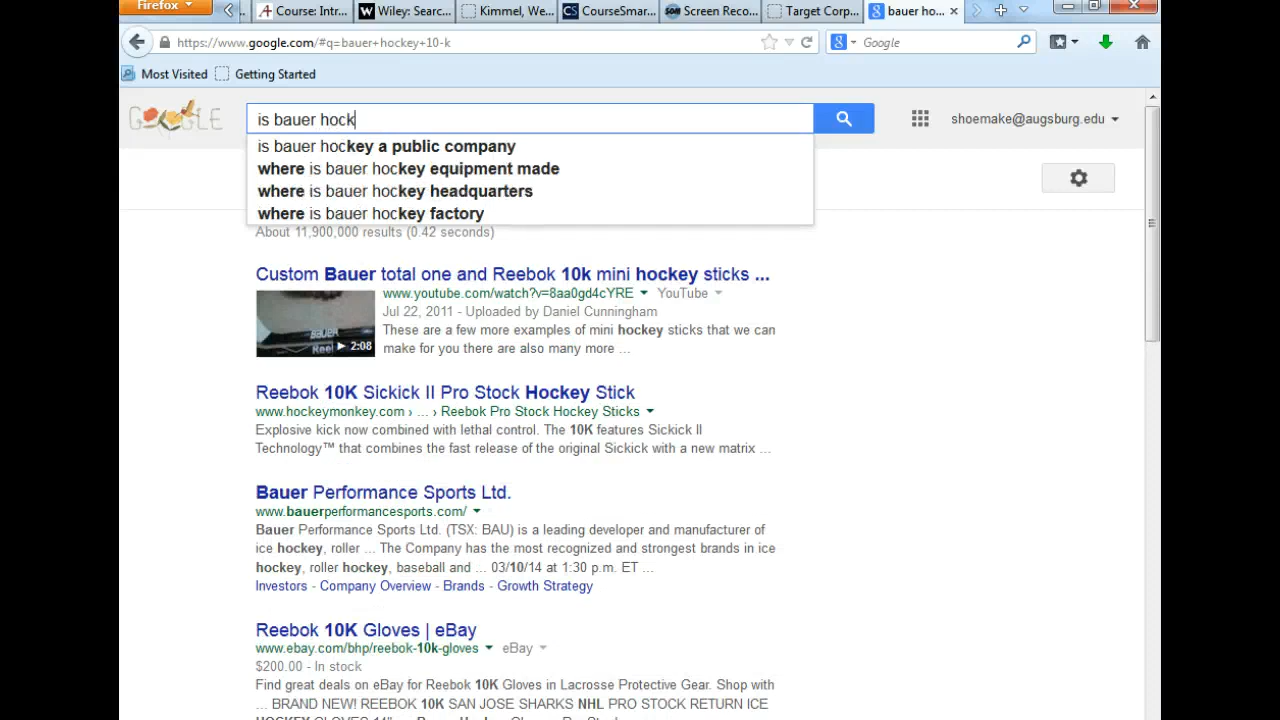 Firefox
Course: Intr...
Wiley: Searc...
Kimmel, We...
CourseSmar...
Screen Reco...
Target Corp...
bauer ho...
https://www.google.com/#q=bauer+hockey+10-k
Google
Most Visited
Getting Started
GOOGLE
is bauer hock
shoemake@augsburg.edu
is bauer hockey a public company
where is bauer hockey equipment made
where is bauer hockey headquarters
where is bauer hockey factory
About 11,900,000 results (0.42 seconds)
Custom Bauer total one and Reebok 10k mini hockey sticks ...
www.youtube.com/watch?v=8aa0gd4cYRE YouTube
Jul 22, 2011 - Uploaded by Daniel Cunningham
These are a few more examples of mini hockey sticks that we can
make for you there are also many more ...
BAUER
Reel
2:08
Reebok 10K Sickick II Pro Stock Hockey Stick
www.hockeymonkey.com › ... › Reebok Pro Stock Hockey Sticks
Explosive kick now combined with lethal control. The 10K features Sickick II
Technology™ that combines the fast release of the original Sickick with a new matrix ...
Bauer Performance Sports Ltd.
www.bauerperformancesports.com/
Bauer Performance Sports Ltd. (TSX: BAU) is a leading developer and manufacturer of
ice hockey, roller ... The Company has the most recognized and strongest brands in ice
hockey, roller hockey, baseball and ... 03/10/14 at 1:30 p.m. ET ...
Investors - Company Overview - Brands - Growth Strategy
Reebok 10K Gloves | eBay
www.ebay.com/bhp/reebok-10k-gloves eBay
$200.00 - In stock
Find great deals on eBay for Reebok 10K Gloves in Lacrosse Protective Gear. Shop with
... BRAND NEW! REEBOK 10K SAN JOSE SHARKS NHL PRO STOCK RETURN ICE